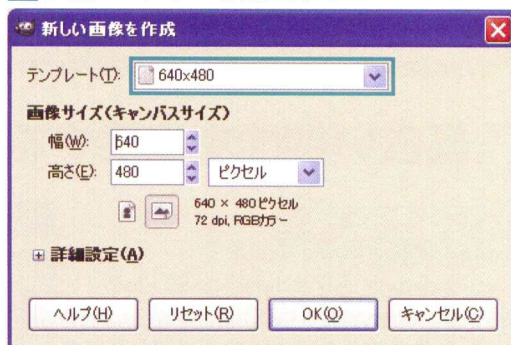 新しい画像を作成
テンプレート(T): 640x480
画像サイズ(キャンバスサイズ)
幅(W): 640
高さ(E): 480 ピクセル
640 × 480 ピクセル
72 dpi, RGBカラー
詳細設定(A)
ヘルプ(H) リセット(R) OK(O) キャンセル(C)